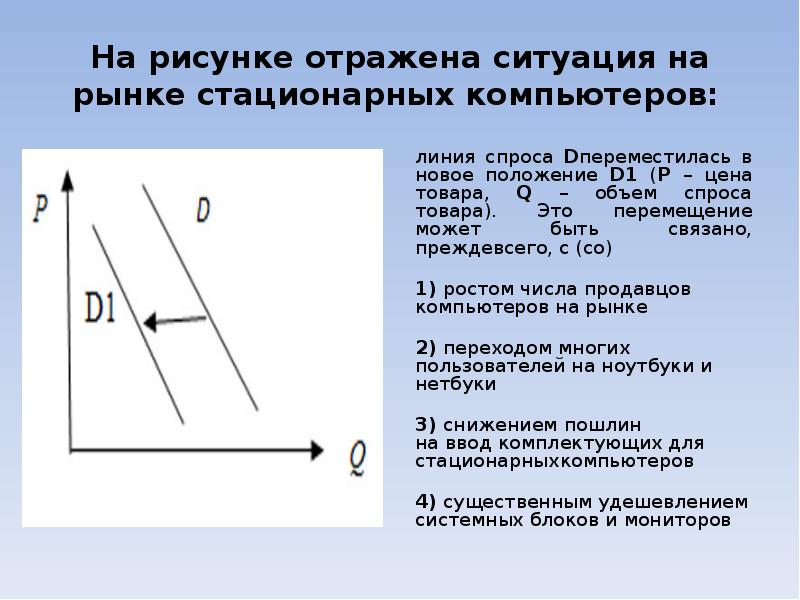 На рисунке отражена ситуация на
рынке стационарных компьютеров:
P
D
D1
Q
линия спроса Dпереместилась в
новое положение D1 (P – цена
товара, Q – объем спроса
товара). Это перемещение
может быть связано,
преждевсего, с (со)
1) ростом числа продавцов
компьютеров на рынке
2) переходом многих
пользователей на ноутбуки и
нетбуки
3) снижением пошлин
на ввод комплектующих для
стационарныхкомпьютеров
4) существенным удешевлением
системных блоков и мониторов